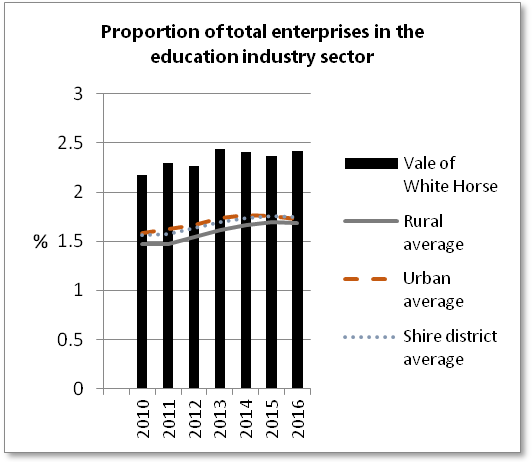 Proportion of total enterprises in the
education industry sector
3
2.5
2
1.5
1
0.5
0
%
2010
2011
2012
2013
2014
2015
2016
Vale of
White Horse
Rural
average
Urban
average
Shire district
average